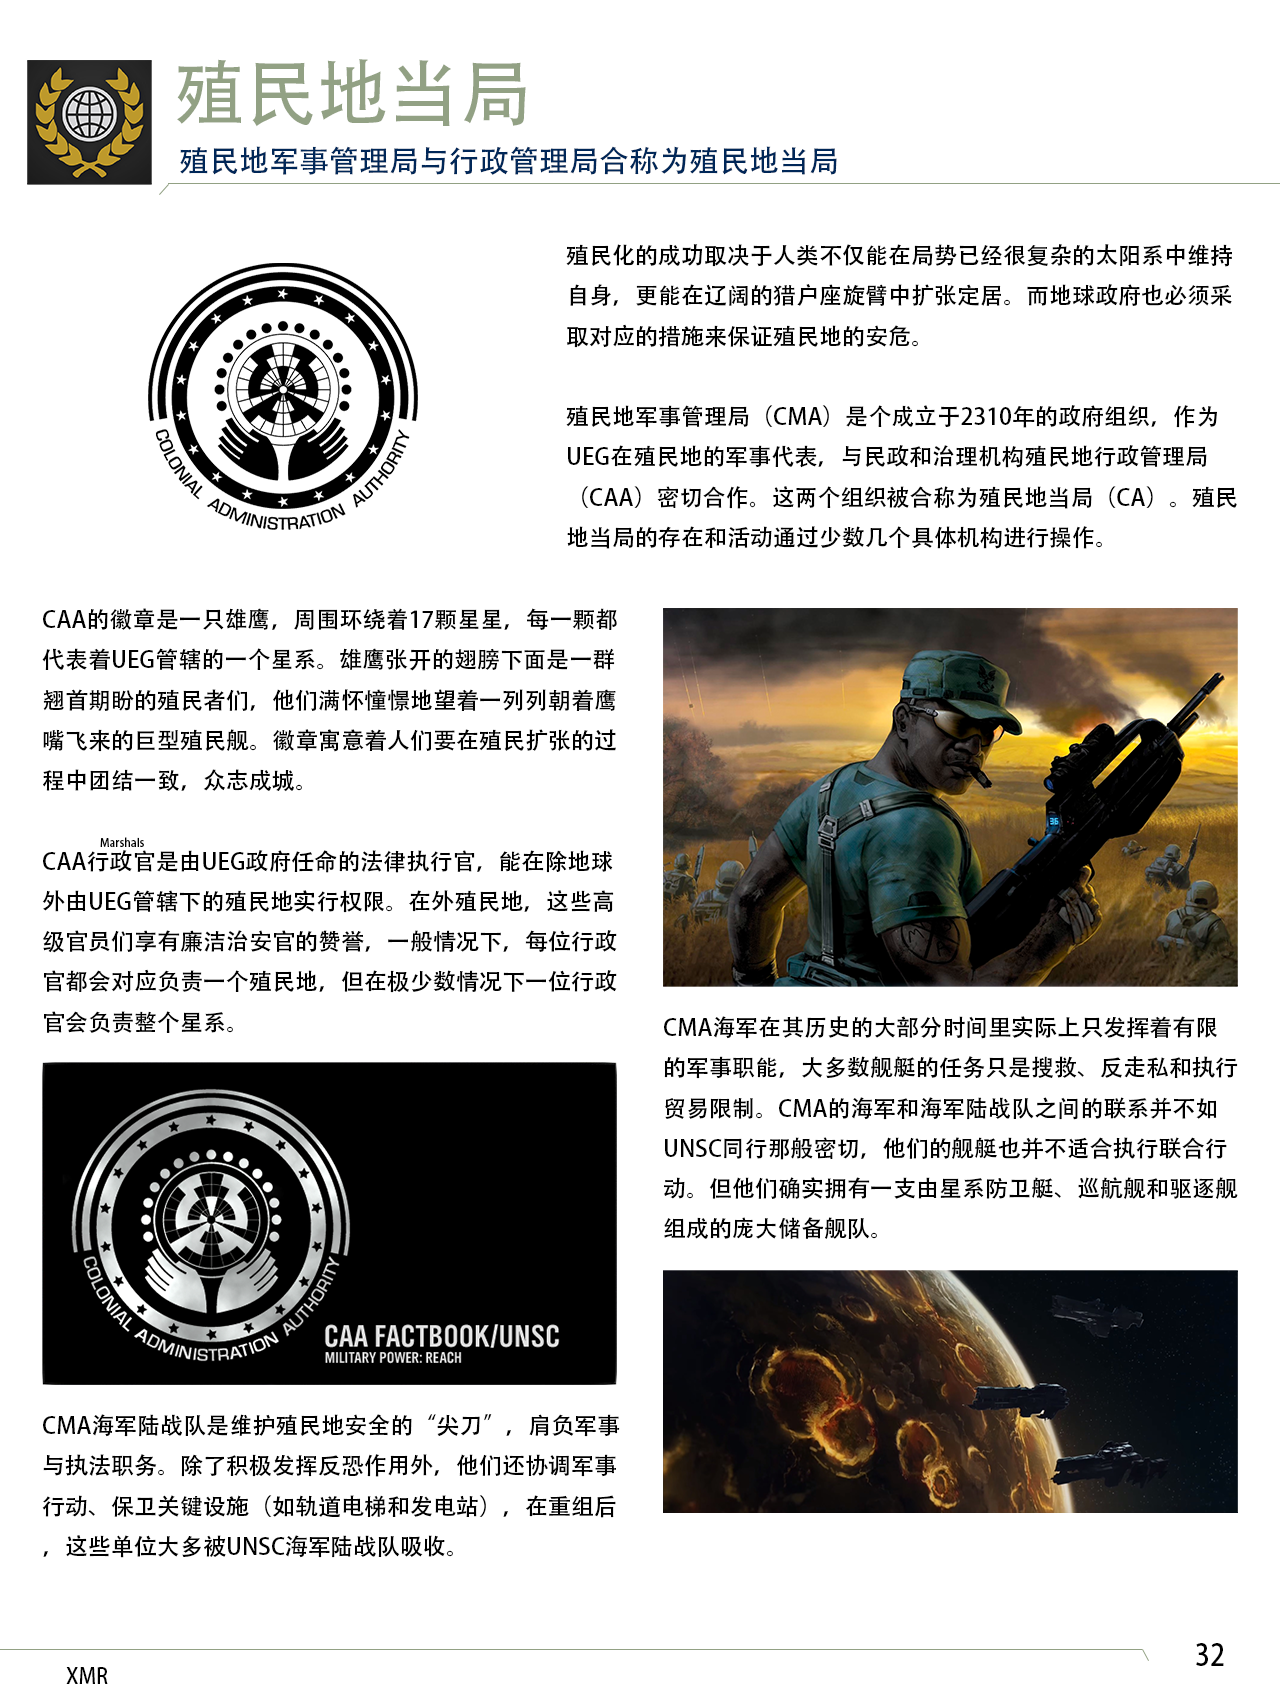 殖民地当局
殖民地军事管理局与行政管理局合称为殖民地当局
COLONIAL ADMINISTRATION AUTHORITY
殖民化的成功取决于人类不仅能在局势已经很复杂的太阳系中维持
自身，更能在辽阔的猎户座旋臂中扩张定居。而地球政府也必须采
取对应的措施来保证殖民地的安危。
殖民地军事管理局（CMA）是个成立于2310年的政府组织，作为
UEG在殖民地的军事代表，与民政和治理机构殖民地行政管理局
（CAA）密切合作。这两个组织被合称为殖民地当局（CA）。殖民
地当局的存在和活动通过少数几个具体机构进行操作。
CAA的徽章是一只雄鹰，周围环绕着17颗星星，每一颗都
代表着UEG管辖的一个星系。雄鹰张开的翅膀下面是一群
翘首期盼的殖民者们，他们满怀憧憬地望着一列列朝着鹰
嘴飞来的巨型殖民舰。徽章寓意着人们要在殖民扩张的过
程中团结一致，众志成城。
Marshals
CAA行政官是由UEG政府任命的法律执行官，能在除地球
外由UEG管辖下的殖民地实行权限。在外殖民地，这些高
级官员们享有廉洁治安官的赞誉，一般情况下，每位行政
官都会对应负责一个殖民地，但在极少数情况下一位行政
官会负责整个星系。
COLONIAL ADMINISTRATION AUTHORITY
CAA FACTBOOK/UNSC
MILITARY POWER: REACH
CMA海军陆战队是维护殖民地安全的“尖刀”，肩负军事
与执法职务。除了积极发挥反恐作用外，他们还协调军事
行动、保卫关键设施（如轨道电梯和发电站），在重组后
，这些单位大多被UNSC海军陆战队吸收。
36
CMA海军在其历史的大部分时间里实际上只发挥着有限
的军事职能，大多数舰艇的任务只是搜救、反走私和执行
贸易限制。CMA的海军和海军陆战队之间的联系并不如
UNSC同行那般密切，他们的舰艇也并不适合执行联合行
动。但他们确实拥有一支由星系防卫艇、巡航舰和驱逐舰
组成的庞大储备舰队。
XMR
32